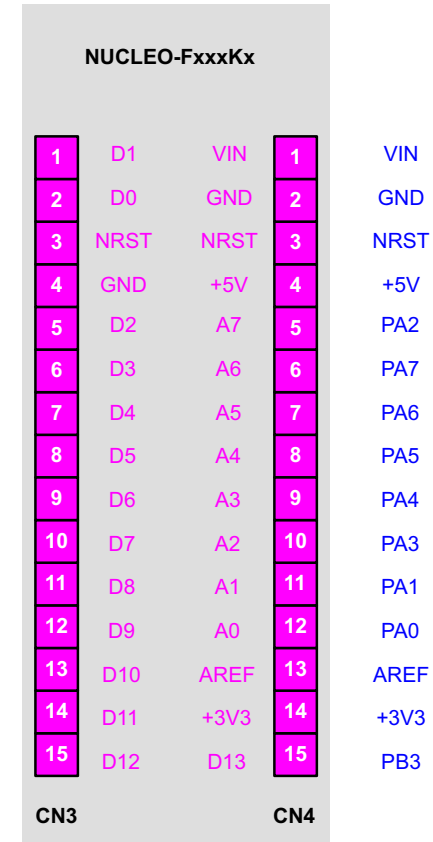 NUCLEO-FxxxKx
1 D1 VIN 1 VIN
2 D0 GND 2 GND
3 NRST NRST 3 NRST
4 GND +5V 4 +5V
5 D2 A7 5 PA2
6 D3 A6 6 PA7
7 D4 A5 7 PA6
8 D5 A4 8 PA5
9 D6 A3 9 PA4
10 D7 A2 10 PA3
11 D8 A1 11 PA1
12 D9 A0 12 PA0
13 D10 AREF 13 AREF
14 D11 +3V3 14 +3V3
15 D12 D13 15 PB3
CN3 CN4